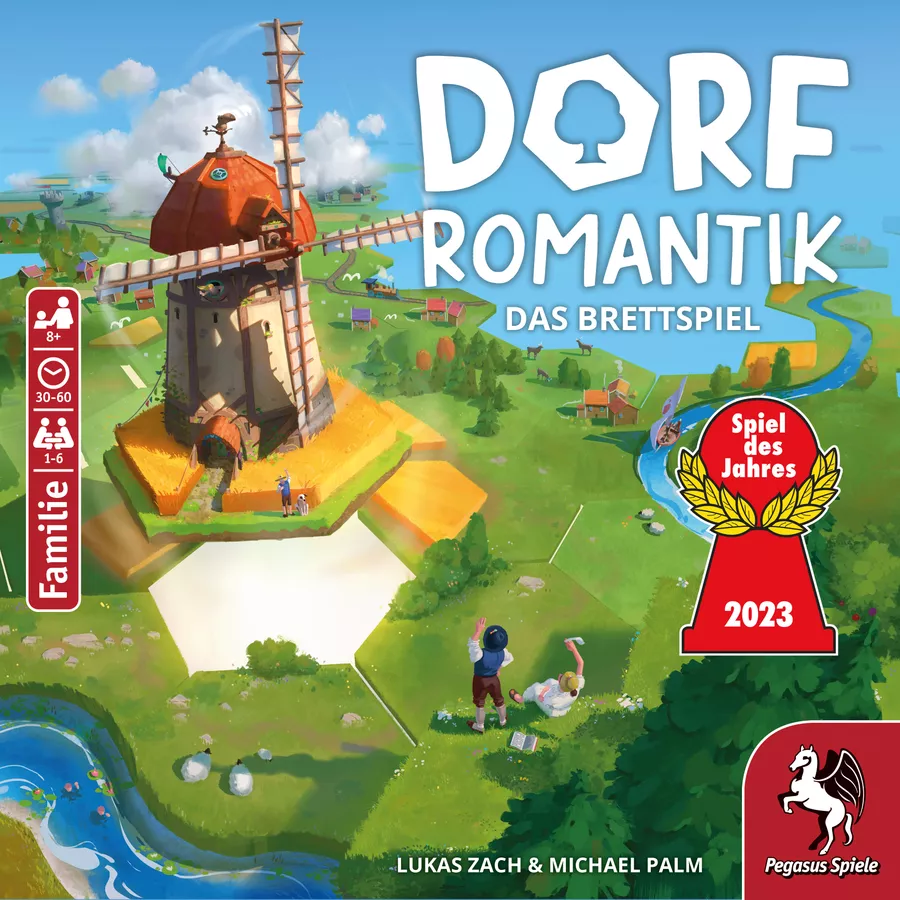 DORF
ROMANTIK
DAS BRETTSPIEL
8+
30-60
1-6
Familie
Spiel
des
Jahres
2023
LUKAS ZACH & MICHAEL PALM
Pegasus Spiele